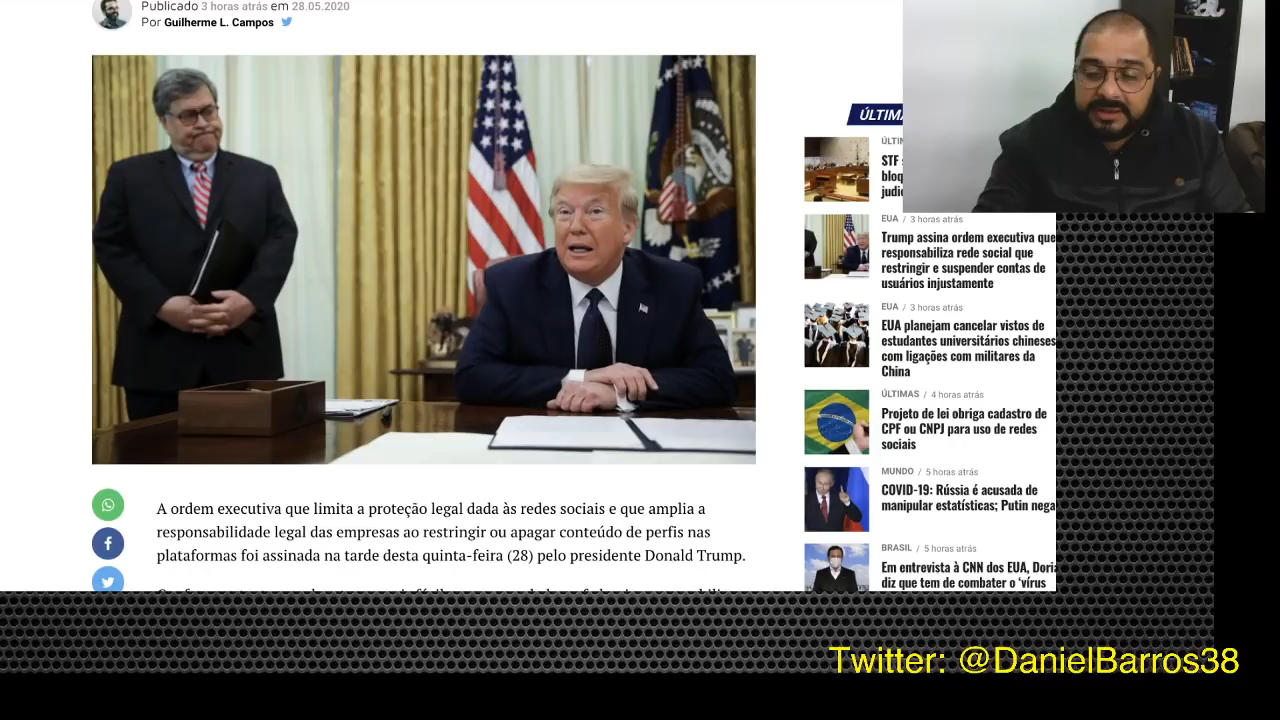 Publicado 3 horas atrás em 28.05.2020
Por Guilherme L. Campos
A ordem executiva que limita a proteção legal dada às redes sociais e que amplia a
responsabilidade legal das empresas ao restringir ou apagar conteúdo de perfis nas
plataformas foi assinada na tarde desta quinta-feira (28) pelo presidente Donald Trump.
STF
EUA / 3 horas atrás
Trump assina ordem executiva que
responsabiliza rede social que
restringir e suspender contas de
usuários injustamente
EUA / 3 horas atrás
EUA planejam cancelar vistos de
estudantes universitários chineses
com ligações com militares da
China
ÚLTIMAS / 4 horas atrás
Projeto de lei obriga cadastro de
CPF ou CNPJ para uso de redes
sociais
MUNDO / 5 horas atrás
COVID-19: Rússia é acusada de
manipular estatísticas; Putin nega
BRASIL / 5 horas atrás
Em entrevista à CNN dos EUA, Doria
diz que tem de combater o ‘vírus
Twitter: @DanielBarros38